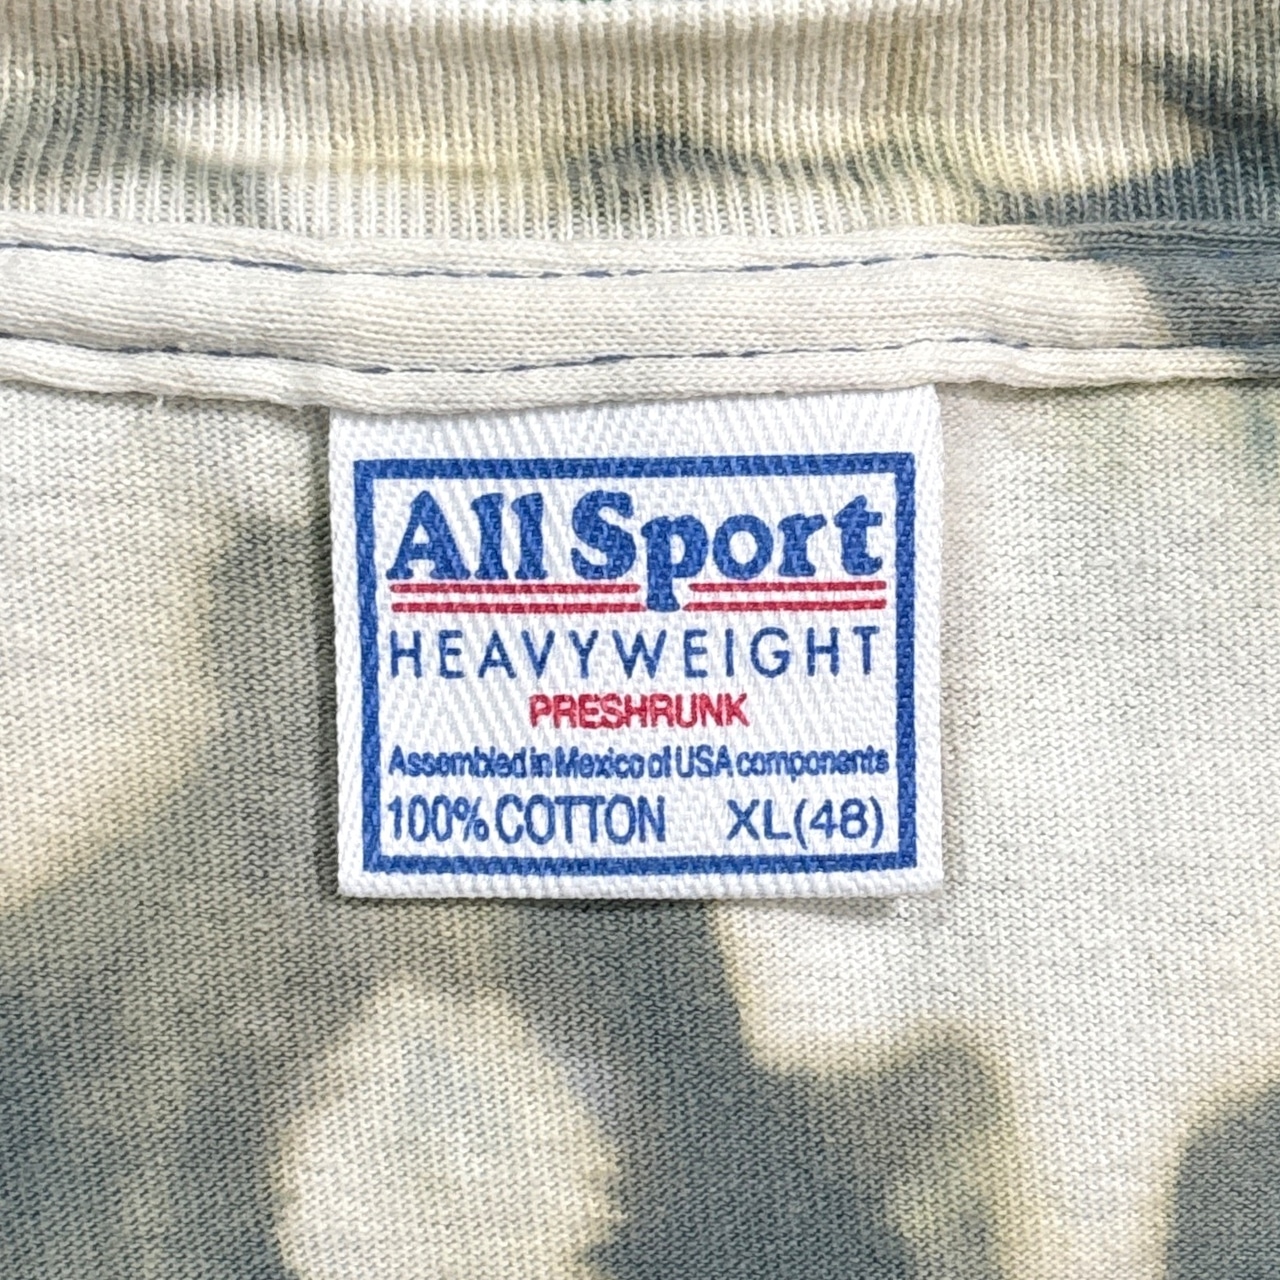 All Sport
HEAVYWEIGHT
PRESHRUNK
Assembled in Mexico of USA components
100% COTTON XL(48)